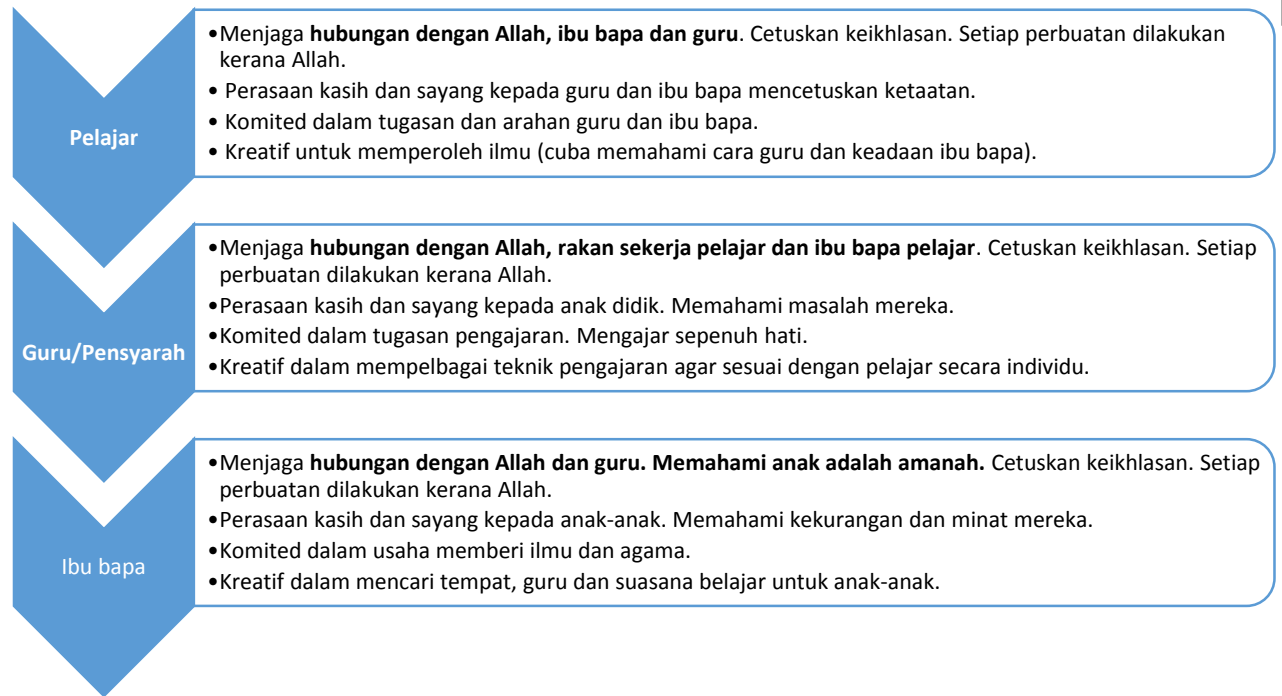 Pelajar
•Menjaga hubungan dengan Allah, ibu bapa dan guru. Cetuskan keikhlasan. Setiap perbuatan dilakukan
kerana Allah.
• Perasaan kasih dan sayang kepada guru dan ibu bapa mencetuskan ketaatan.
• Komited dalam tugasan dan arahan guru dan ibu bapa.
• Kreatif untuk memperoleh ilmu (cuba memahami cara guru dan keadaan ibu bapa).
Guru/Pensyarah
•Menjaga hubungan dengan Allah, rakan sekerja pelajar dan ibu bapa pelajar. Cetuskan keikhlasan. Setiap
perbuatan dilakukan kerana Allah.
•Perasaan kasih dan sayang kepada anak didik. Memahami masalah mereka.
•Komited dalam tugasan pengajaran. Mengajar sepenuh hati.
•Kreatif dalam mempelbagai teknik pengajaran agar sesuai dengan pelajar secara individu.
Ibu bapa
•Menjaga hubungan dengan Allah dan guru. Memahami anak adalah amanah. Cetuskan keikhlasan. Setiap
perbuatan dilakukan kerana Allah.
•Perasaan kasih dan sayang kepada anak-anak. Memahami kekurangan dan minat mereka.
•Komited dalam usaha memberi ilmu dan agama.
•Kreatif dalam mencari tempat, guru dan suasana belajar untuk anak-anak.